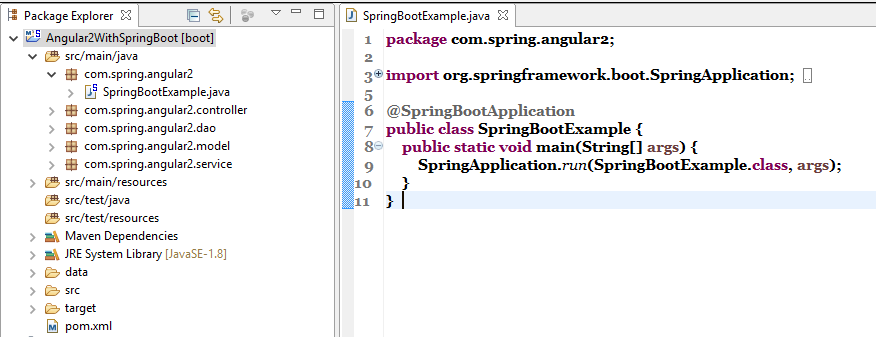 Package Explorer
Angular2WithSpringBoot [boot]
src/main/java
com.spring.angular2
SpringBootExample.java
com.spring.angular2.controller
com.spring.angular2.dao
com.spring.angular2.model
com.spring.angular2.service
src/main/resources
src/test/java
src/test/resources
Maven Dependencies
JRE System Library [JavaSE-1.8]
data
src
target
pom.xml
SpringBootExample.java
1 package com.spring.angular2;
2
3 import org.springframework.boot.SpringApplication;
5
6 @SpringBootApplication
7 public class SpringBootExample {
8 public static void main(String[] args) {
9 SpringApplication.run(SpringBootExample.class, args);
10 }
11 }